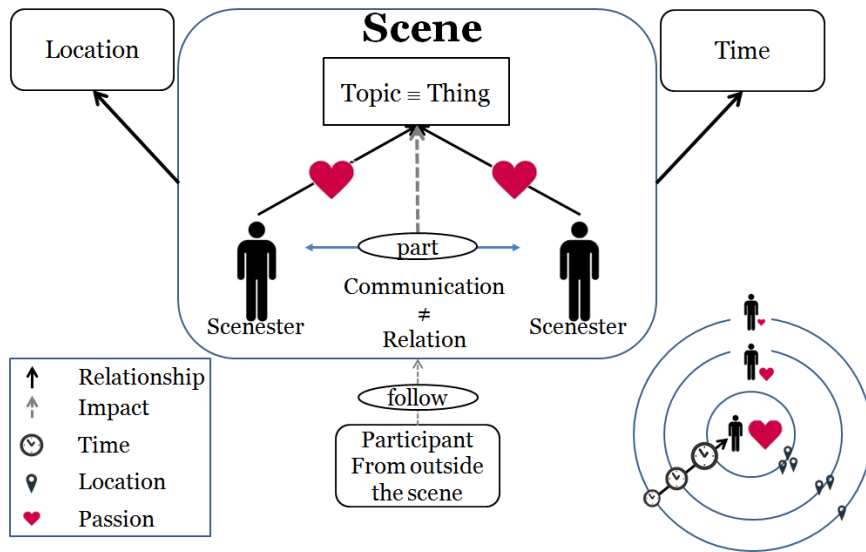 Scene
Location
Time
Topic ≡ Thing
part
Communication
≠
Relation
Scenester
Scenester
follow
Participant
From outside
the scene
Relationship
Impact
Time
Location
Passion